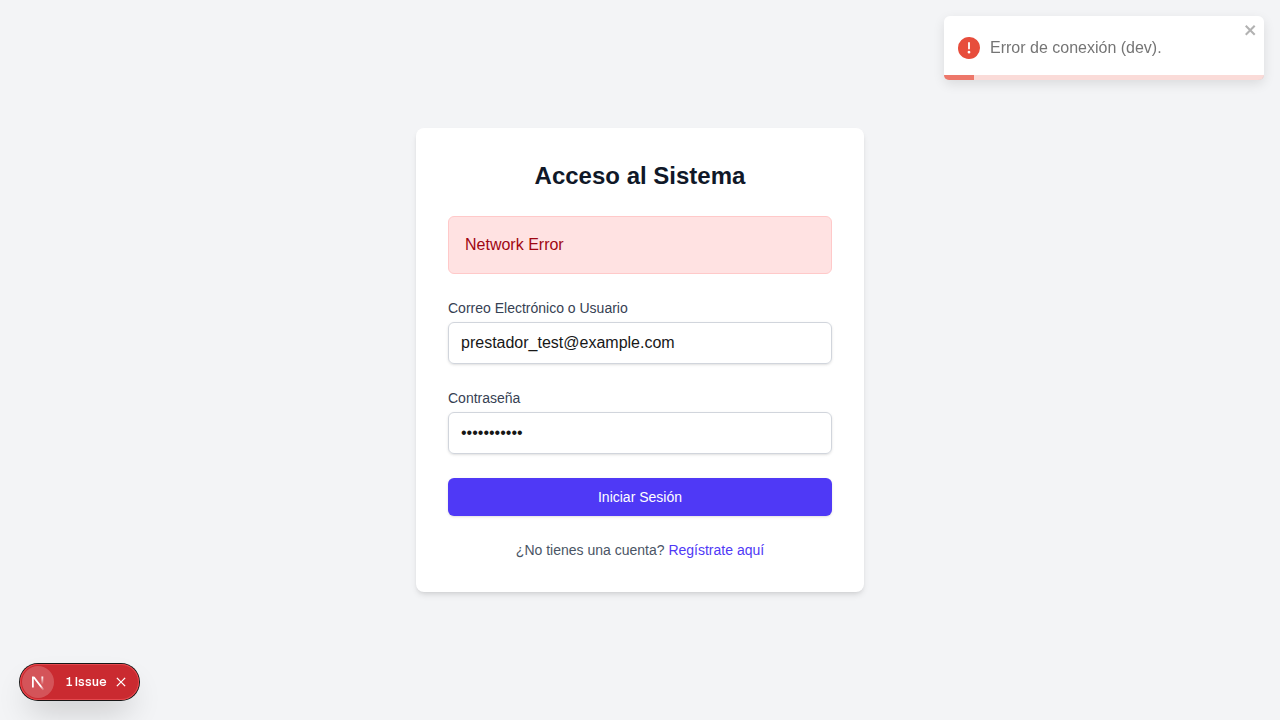 Error de conexión (dev).
Acceso al Sistema
Network Error
Correo Electrónico o Usuario
prestador_test@example.com
Contraseña
•••••••••••
Iniciar Sesión
¿No tienes una cuenta? Regístrate aquí
N 1 Issue